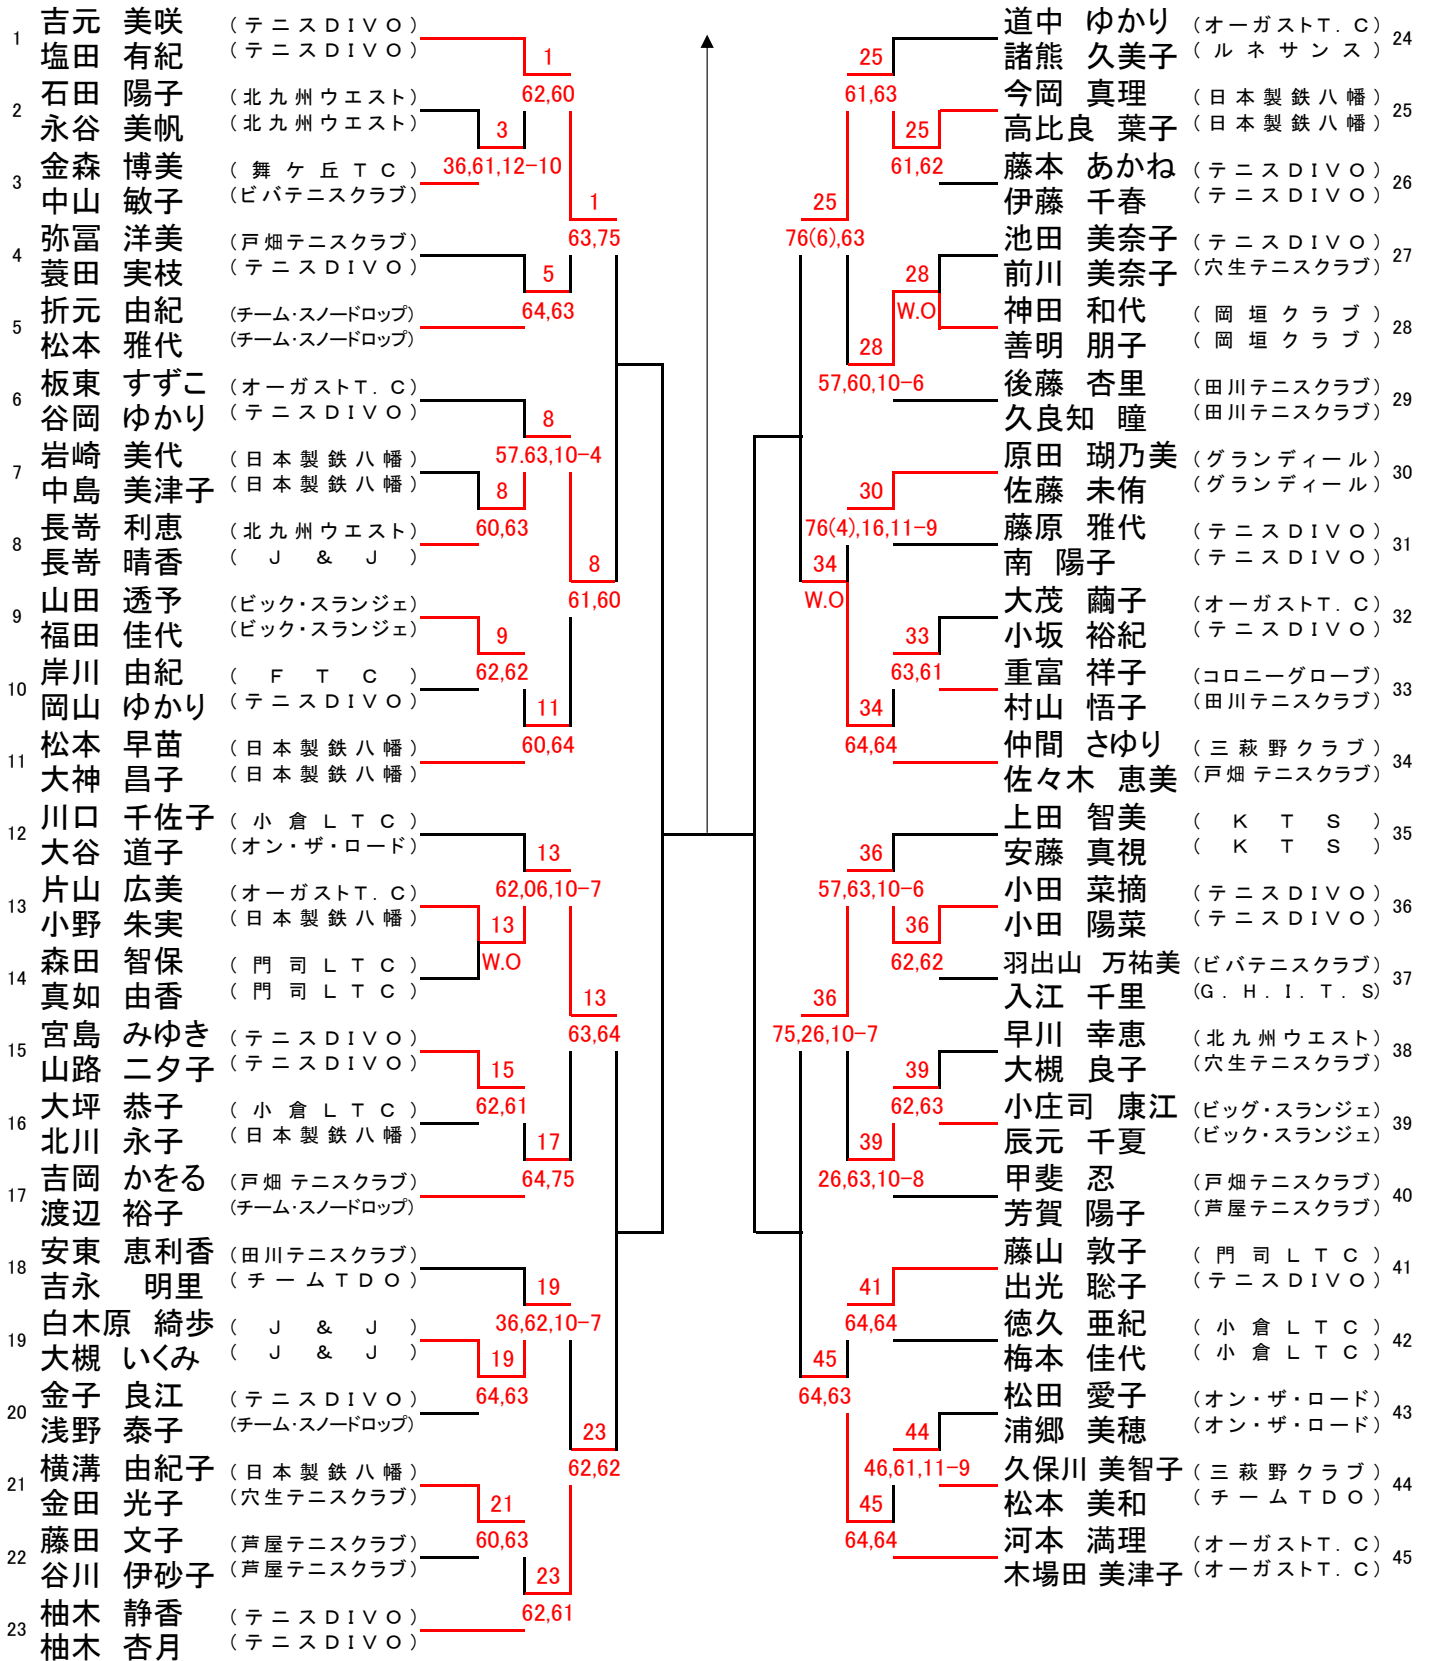 1 吉元 美咲 (テニスDIVO)
塩田 有紀 (テニスDIVO)
2 石田 陽子 (北九州ウエスト)
永谷 美帆 (北九州ウエスト)
3 金森 博美 (舞ケ丘TC)
中山 敏子 (ビバテニスクラブ)
4 弥冨 洋美 (戸畑テニスクラブ)
蓑田 実枝 (テニスDIVO)
5 折元 由紀 (チーム・スノードロップ)
松本 雅代 (チーム・スノードロップ)
6 板東 すずこ (オーガストT.C)
谷岡 ゆかり (テニスDIVO)
7 岩崎 美代 (日本製鉄八幡)
中島 美津子 (日本製鉄八幡)
8 長嵜 利恵 (北九州ウエスト)
長嵜 晴香 (J&J)
9 山田 透予 (ビック・スランジェ)
福田 佳代 (ビック・スランジェ)
10 岸川 由紀 (FTC)
岡山 ゆかり (テニスDIVO)
11 松本 早苗 (日本製鉄八幡)
大神 昌子 (日本製鉄八幡)
12 川口 千佐子 (小倉LTC)
大谷 道子 (オン・ザ・ロード)
13 片山 広美 (オーガストT.C)
小野 朱実 (日本製鉄八幡)
14 森田 智保 (門司LTC)
真如 由香 (門司LTC)
15 宮島 みゆき (テニスDIVO)
山路 二タ子 (テニスDIVO)
16 大坪 恭子 (小倉LTC)
北川 永子 (日本製鉄八幡)
17 吉岡 かをる (戸畑テニスクラブ)
渡辺 裕子 (チーム・スノードロップ)
18 安東 恵利香 (田川テニスクラブ)
吉永 明里 (チームTDO)
19 白木原 綺歩 (J&J)
大槻 いくみ (J&J)
20 金子 良江 (テニスDIVO)
浅野 泰子 (チーム・スノードロップ)
21 横溝 由紀子 (日本製鉄八幡)
金田 光子 (穴生テニスクラブ)
22 藤田 文子 (芦屋テニスクラブ)
谷川 伊砂子 (芦屋テニスクラブ)
23 柚木 静香 (テニスDIVO)
柚木 杏月 (テニスDIVO)
1
62,60
3
36,61,12-10
1
63,75
5
64,63
8
57.63,10-4
8
60,63
8
61,60
9
62,62
11
60,64
13
62,06,10-7
13
W.O
13
63,64
15
62,61
17
64,75
19
36,62,10-7
19
64,63
23
62,62
21
60,63
23
62,61
25
61,63
25
61,62
25
76(6),63
28
W.O
28
57,60,10-6
30
76(4),16,11-9
34
W.O
33
63,61
34
64,64
36
57,63,10-6
36
62,62
36
75,26,10-7
39
62,63
39
26,63,10-8
41
64,64
45
64,63
44
46,61,11-9
45
64,64
道中 ゆかり (オーガストT.C) 24
諸熊 久美子 (ルネサンス)
今岡 真理 (日本製鉄八幡) 25
高比良 葉子 (日本製鉄八幡)
藤本 あかね (テニスDIVO) 26
伊藤 千春 (テニスDIVO)
池田 美奈子 (テニスDIVO) 27
前川 美奈子 (穴生テニスクラブ)
神田 和代 (岡垣クラブ) 28
善明 朋子 (岡垣クラブ)
後藤 杏里 (田川テニスクラブ) 29
久良知 瞳 (田川テニスクラブ)
原田 瑚乃美 (グランディール) 30
佐藤 未侑 (グランディール)
藤原 雅代 (テニスDIVO) 31
南 陽子 (テニスDIVO)
大茂 繭子 (オーガストT.C) 32
小坂 裕紀 (テニスDIVO)
重富 祥子 (コロニーグローブ) 33
村山 悟子 (田川テニスクラブ)
仲間 さゆり (三萩野クラブ) 34
佐々木 恵美 (戸畑テニスクラブ)
上田 智美 (KTS) 35
安藤 真視 (KTS)
小田 菜摘 (テニスDIVO) 36
小田 陽菜 (テニスDIVO)
羽出山 万祐美 (ビバテニスクラブ) 37
入江 千里 (G.H.I.T.S)
早川 幸恵 (北九州ウエスト) 38
大槻 良子 (穴生テニスクラブ)
小庄司 康江 (ビッグ・スランジェ) 39
辰元 千夏 (ビック・スランジェ)
甲斐 忍 (戸畑テニスクラブ) 40
芳賀 陽子 (芦屋テニスクラブ)
藤山 敦子 (門司LTC) 41
出光 聡子 (テニスDIVO)
徳久 亜紀 (小倉LTC) 42
梅本 佳代 (小倉LTC)
松田 愛子 (オン・ザ・ロード) 43
浦郷 美穂 (オン・ザ・ロード)
久保川 美智子 (三萩野クラブ) 44
松本 美和 (チームTDO)
河本 満理 (オーガストT.C) 45
木場田 美津子 (オーガストT.C)